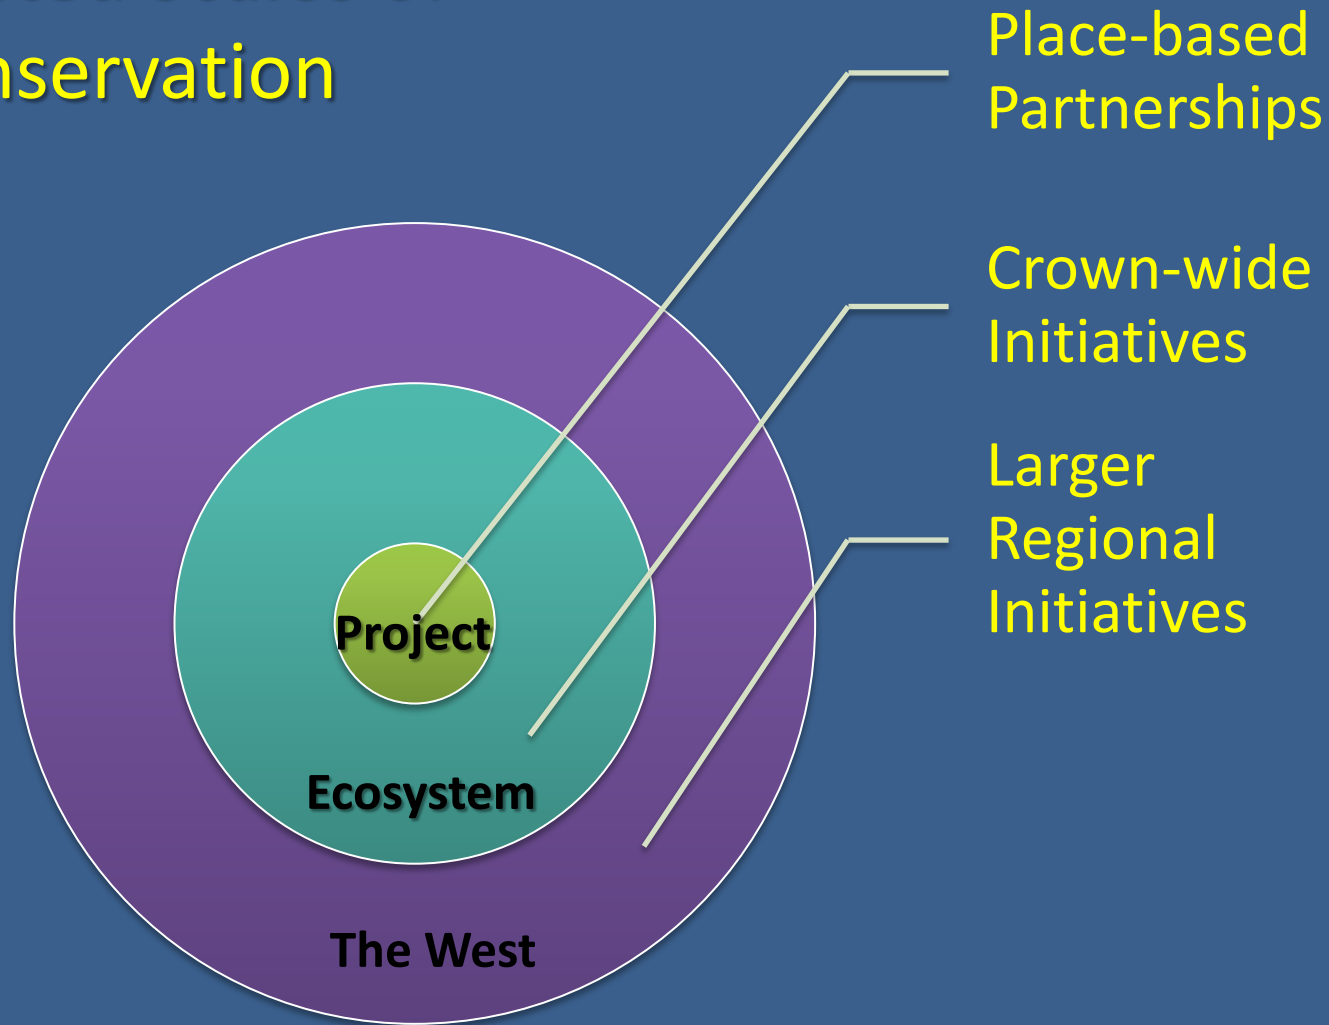 nservation
Place-based
Partnerships
Crown-wide
Initiatives
Larger
Regional
Initiatives
Project
Ecosystem
The West